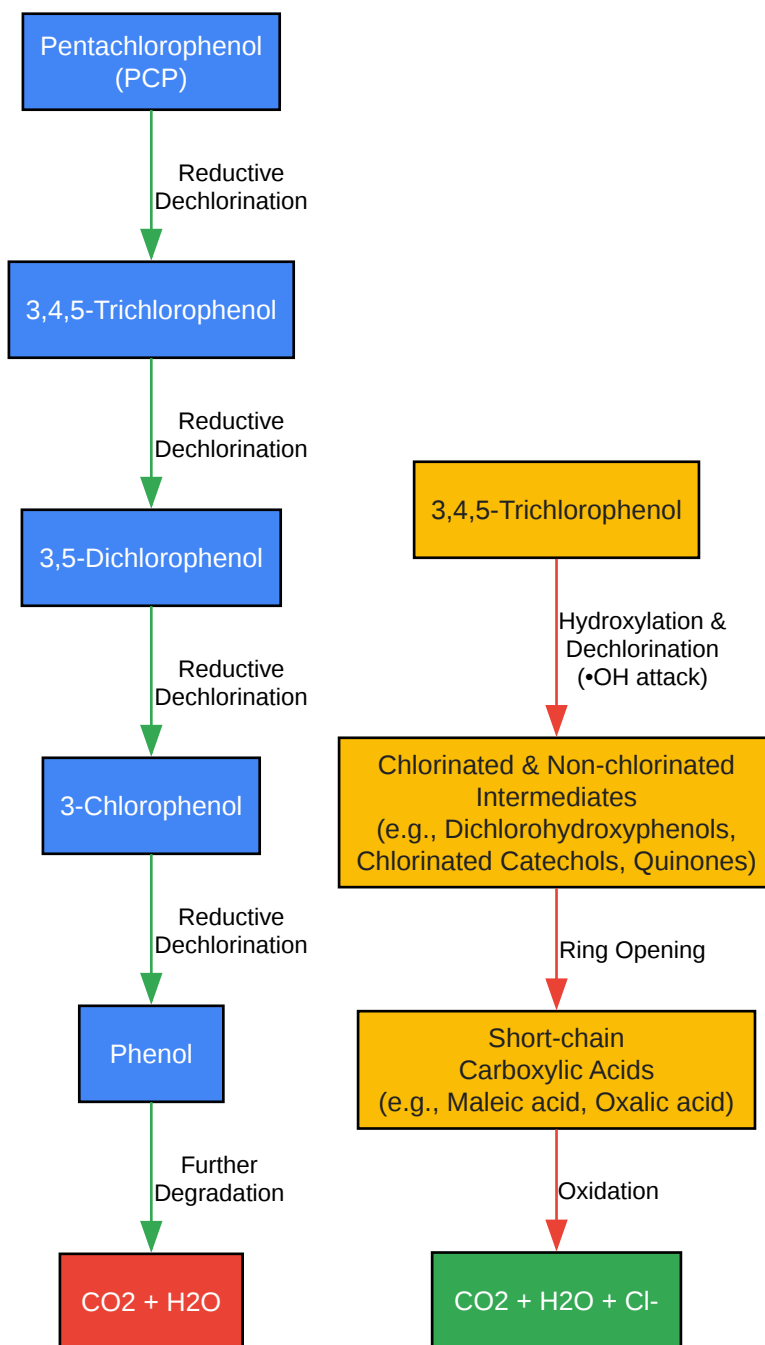 Pentachlorophenol
(PCP)
Reductive
Dechlorination
3,4,5-Trichlorophenol
Reductive
Dechlorination
3,5-Dichlorophenol
Reductive
Dechlorination
3-Chlorophenol
Reductive
Dechlorination
Phenol
Further
Degradation
CO2 + H2O
3,4,5-Trichlorophenol
Hydroxylation &
Dechlorination
(•OH attack)
Chlorinated & Non-chlorinated
Intermediates
(e.g., Dichlorohydroxyphenols,
Chlorinated Catechols, Quinones)
Ring Opening
Short-chain
Carboxylic Acids
(e.g., Maleic acid, Oxalic acid)
Oxidation
CO2 + H2O + Cl-